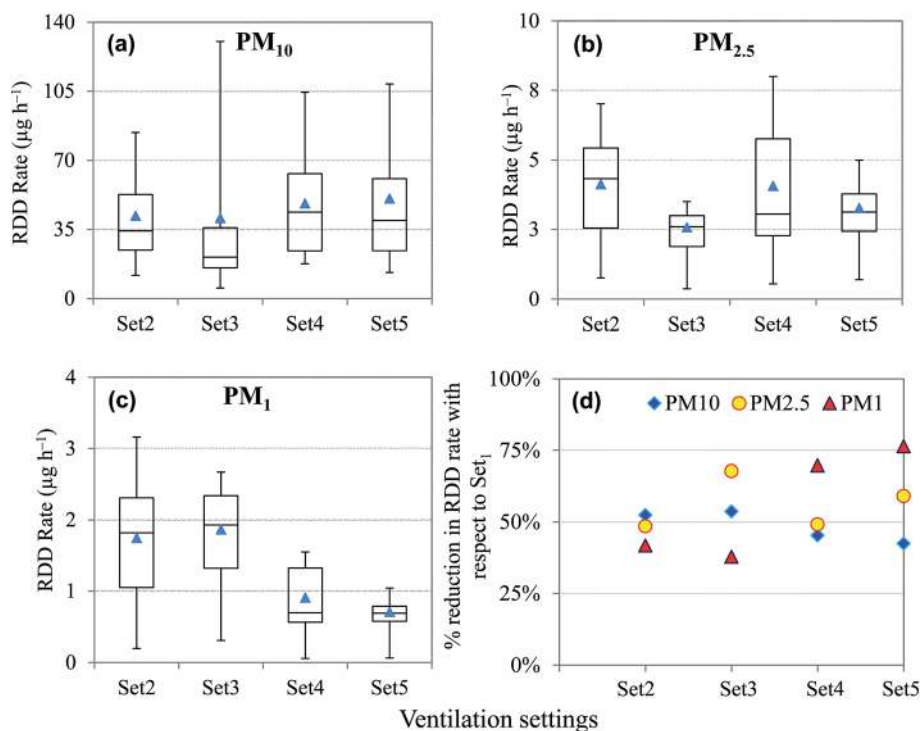 (a) PM₁₀
RDD Rate (µg h⁻¹)
140
105
70
35
0
Set2 Set3 Set4 Set5
(b) PM₂.₅
RDD Rate (µg h⁻¹)
10
8
5
3
0
Set2 Set3 Set4 Set5
(c) PM₁
RDD Rate (µg h⁻¹)
4
3
2
1
0
Set2 Set3 Set4 Set5
(d) PM10 PM2.5 PM1
% reduction in RDD rate with
respect to Set₁
100%
75%
50%
25%
0%
Set2 Set3 Set4 Set5
Ventilation settings